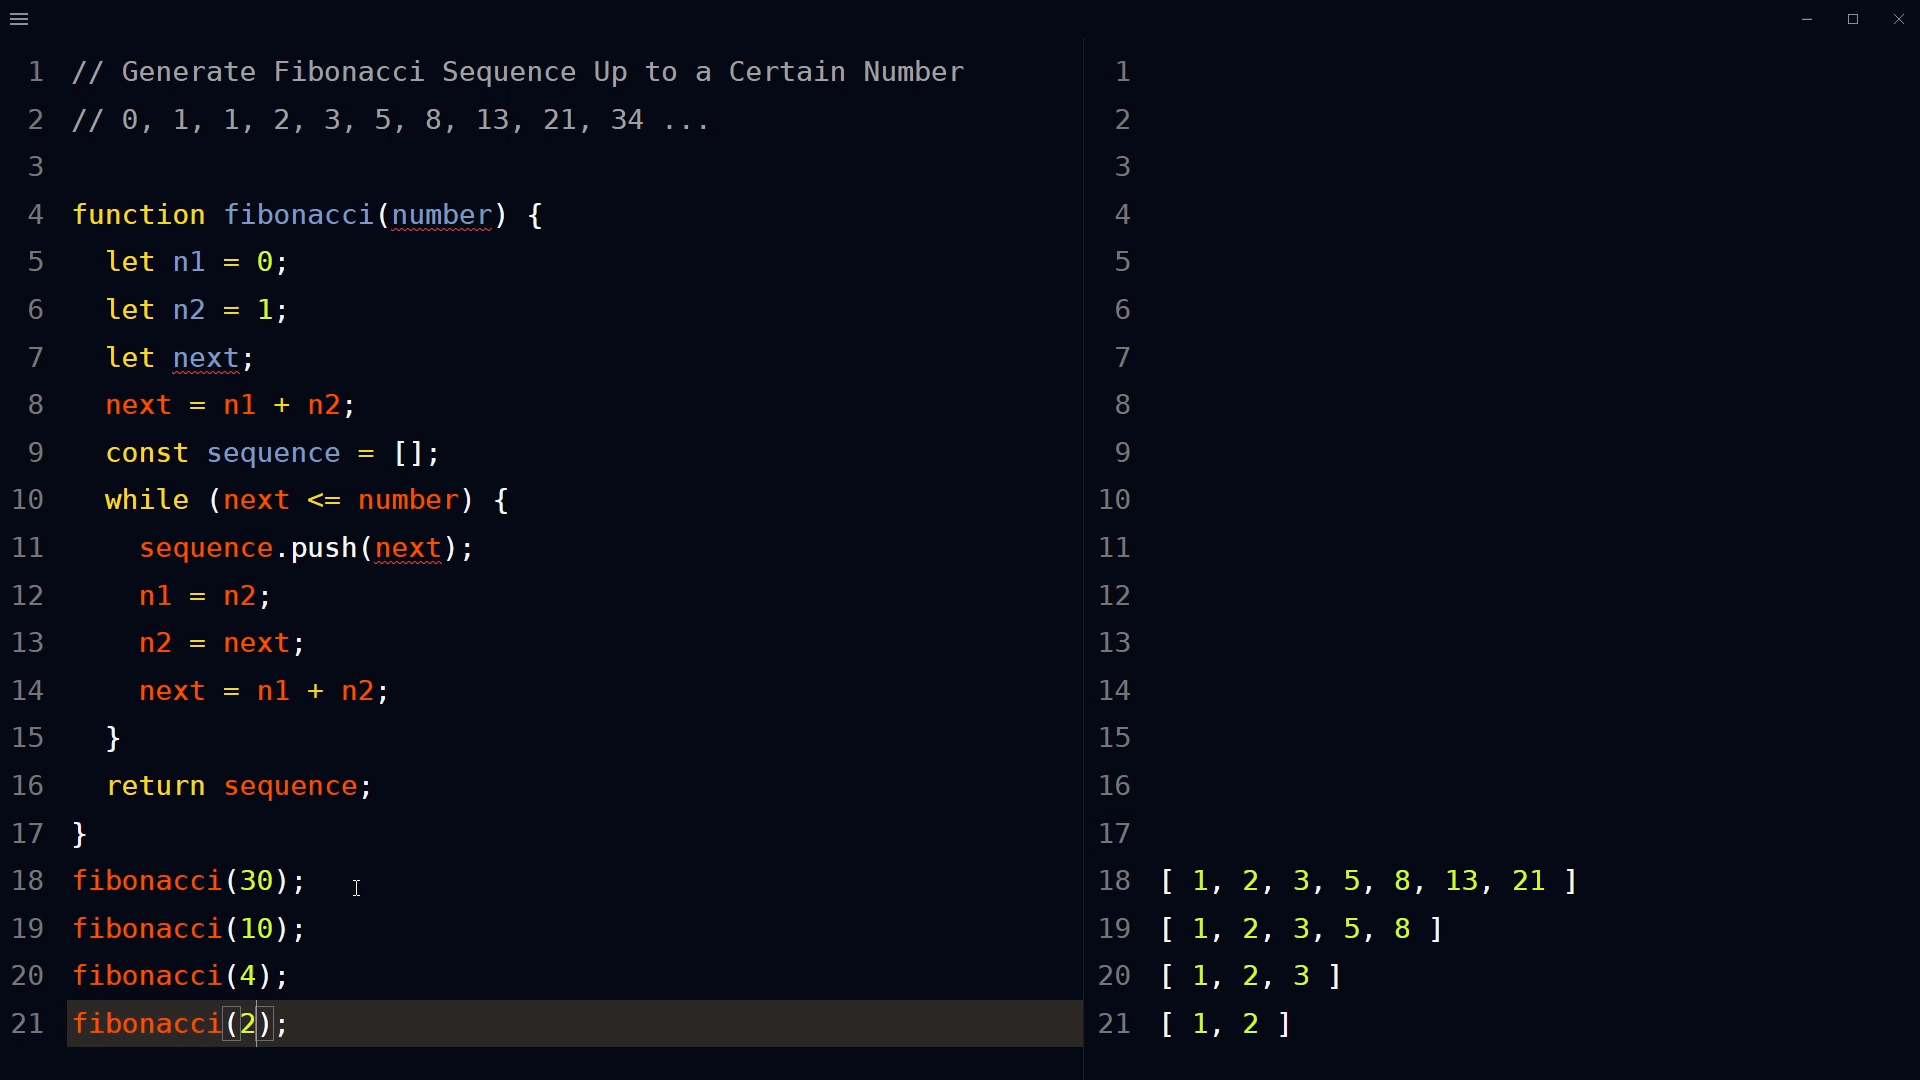 1 // Generate Fibonacci Sequence Up to a Certain Number
2 // 0, 1, 1, 2, 3, 5, 8, 13, 21, 34 ...
3
4 function fibonacci(number) {
5   let n1 = 0;
6   let n2 = 1;
7   let next;
8   next = n1 + n2;
9   const sequence = [];
10   while (next <= number) {
11     sequence.push(next);
12     n1 = n2;
13     n2 = next;
14     next = n1 + n2;
15   }
16   return sequence;
17 }
18 fibonacci(30);
19 fibonacci(10);
20 fibonacci(4);
21 fibonacci(2);
1
2
3
4
5
6
7
8
9
10
11
12
13
14
15
16
17
18 [ 1, 2, 3, 5, 8, 13, 21 ]
19 [ 1, 2, 3, 5, 8 ]
20 [ 1, 2, 3 ]
21 [ 1, 2 ]